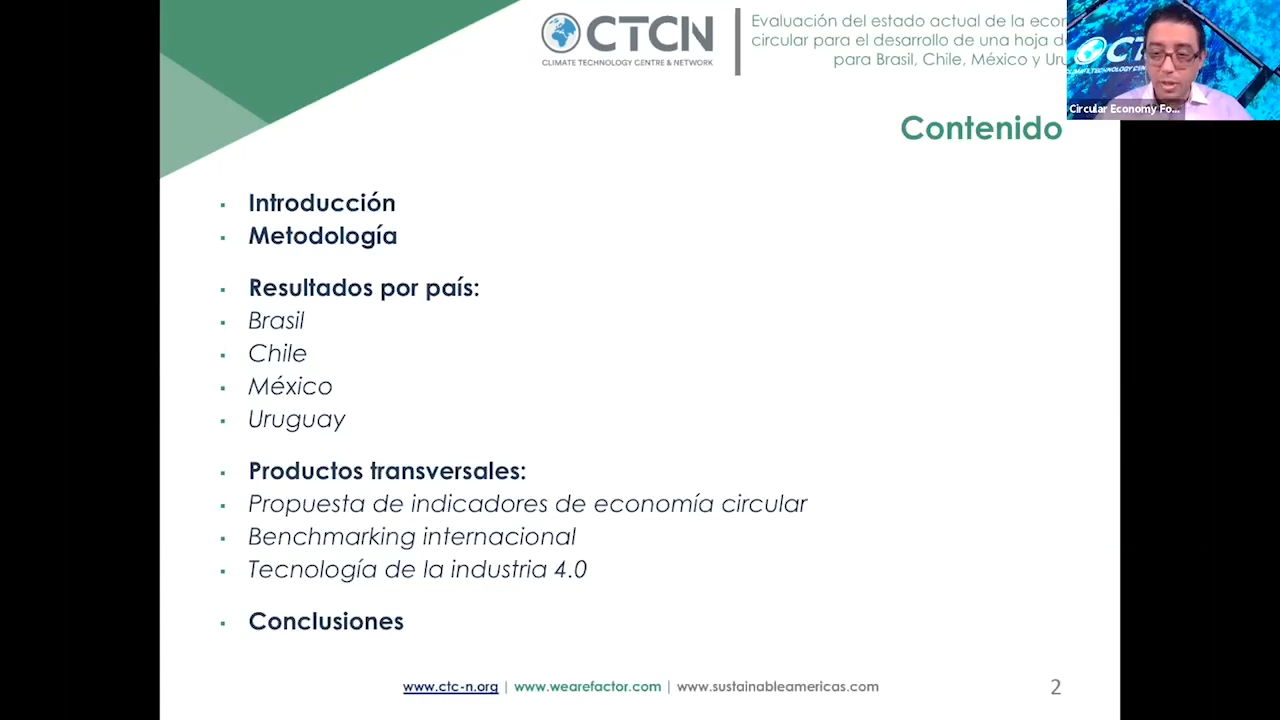 CTCN
CLIMATE TECHNOLOGY CENTRE & NETWORK
Evaluación del estado actual de la
circular para el desarrollo de una hoja
para Brasil, Chile, México y
Circular Economy Fo...
Contenido
▪ Introducción
▪ Metodología
▪ Resultados por país:
▪ Brasil
▪ Chile
▪ México
▪ Uruguay
▪ Productos transversales:
▪ Propuesta de indicadores de economía circular
▪ Benchmarking internacional
▪ Tecnología de la industria 4.0
▪ Conclusiones
www.ctc-n.org | www.wearefactor.com | www.sustainableamericas.com
2